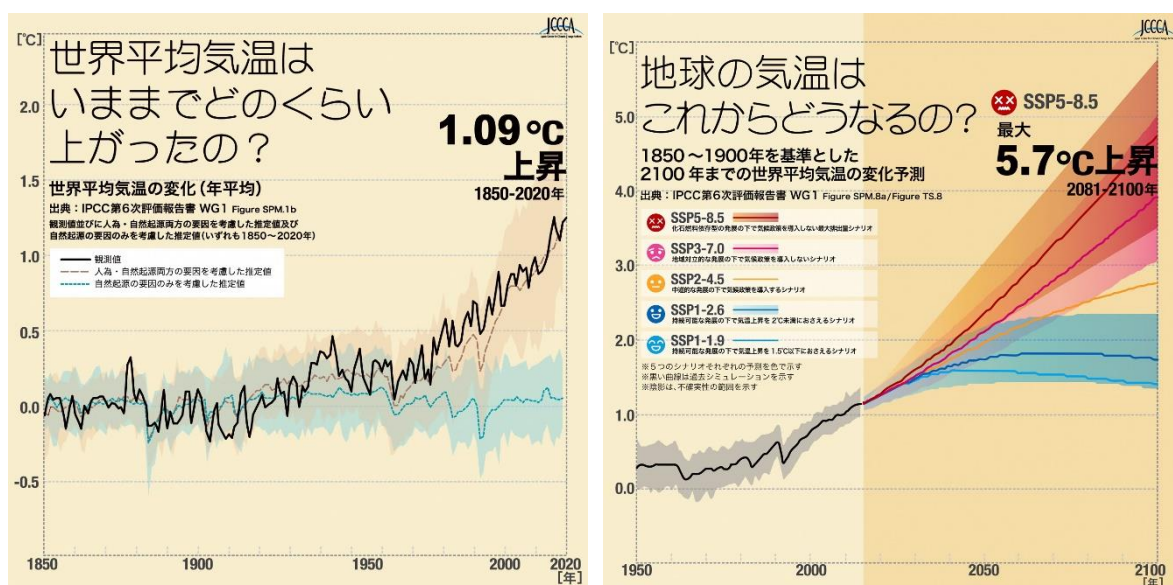 JCCCA
[℃]
世界平均気温は
いままでどのくらい
上がったの?
1.09℃
上昇
1850-2020年
世界平均気温の変化(年平均)
出典:IPCC第6次評価報告書 WG1 Figure SPM.1b
観測値並びに人為・自然起源両方の要因を考慮した推定値及び
自然起源の要因のみを考慮した推定値(いずれも1850~2020年)
観測値
人為・自然起源両方の要因を考慮した推定値
自然起源の要因のみを考慮した推定値
2.0
1.5
1.0
0.5
0.0
-0.5
1850
1900
1950
2000
2020
[年]
JCCCA
[℃]
地球の気温は
これからどうなるの?
SSP5-8.5
最大
5.7℃上昇
2081-2100年
1850~1900年を基準とした
2100年までの世界平均気温の変化予測
出典:IPCC第6次評価報告書 WG1 Figure SPM.8a/Figure TS.8
SSP5-8.5
化石燃料依存型の発展の下で気候政策を導入しない最大排出量シナリオ
SSP3-7.0
地域対立的な発展の下で気候政策を導入しないシナリオ
SSP2-4.5
中道的な発展の下で気候政策を導入するシナリオ
SSP1-2.6
持続可能な発展の下で気温上昇を2℃未満におさえるシナリオ
SSP1-1.9
持続可能な発展の下で気温上昇を1.5℃以下におさえるシナリオ
※5つのシナリオそれぞれの予測を色で示す
※黒い曲線は過去シミュレーションを示す
※陰影は、不確実性の範囲を示す
5.0
4.0
3.0
2.0
1.0
0.0
1950
2000
2050
2100
[年]